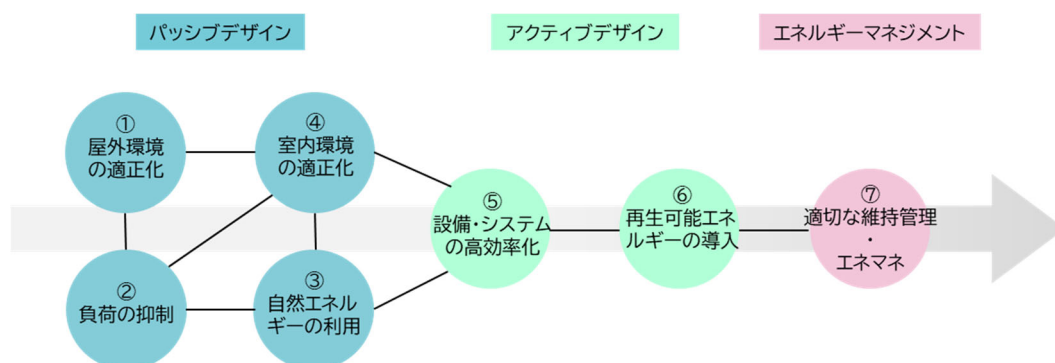 パッシブデザイン
アクティブデザイン
エネルギーマネジメント
①
屋外環境
の適正化
④
室内環境
の適正化
②
負荷の抑制
③
自然エネル
ギーの利用
⑤
設備・システム
の高効率化
⑥
再生可能エネ
ルギーの導入
⑦
適切な維持管理
・
エネマネ